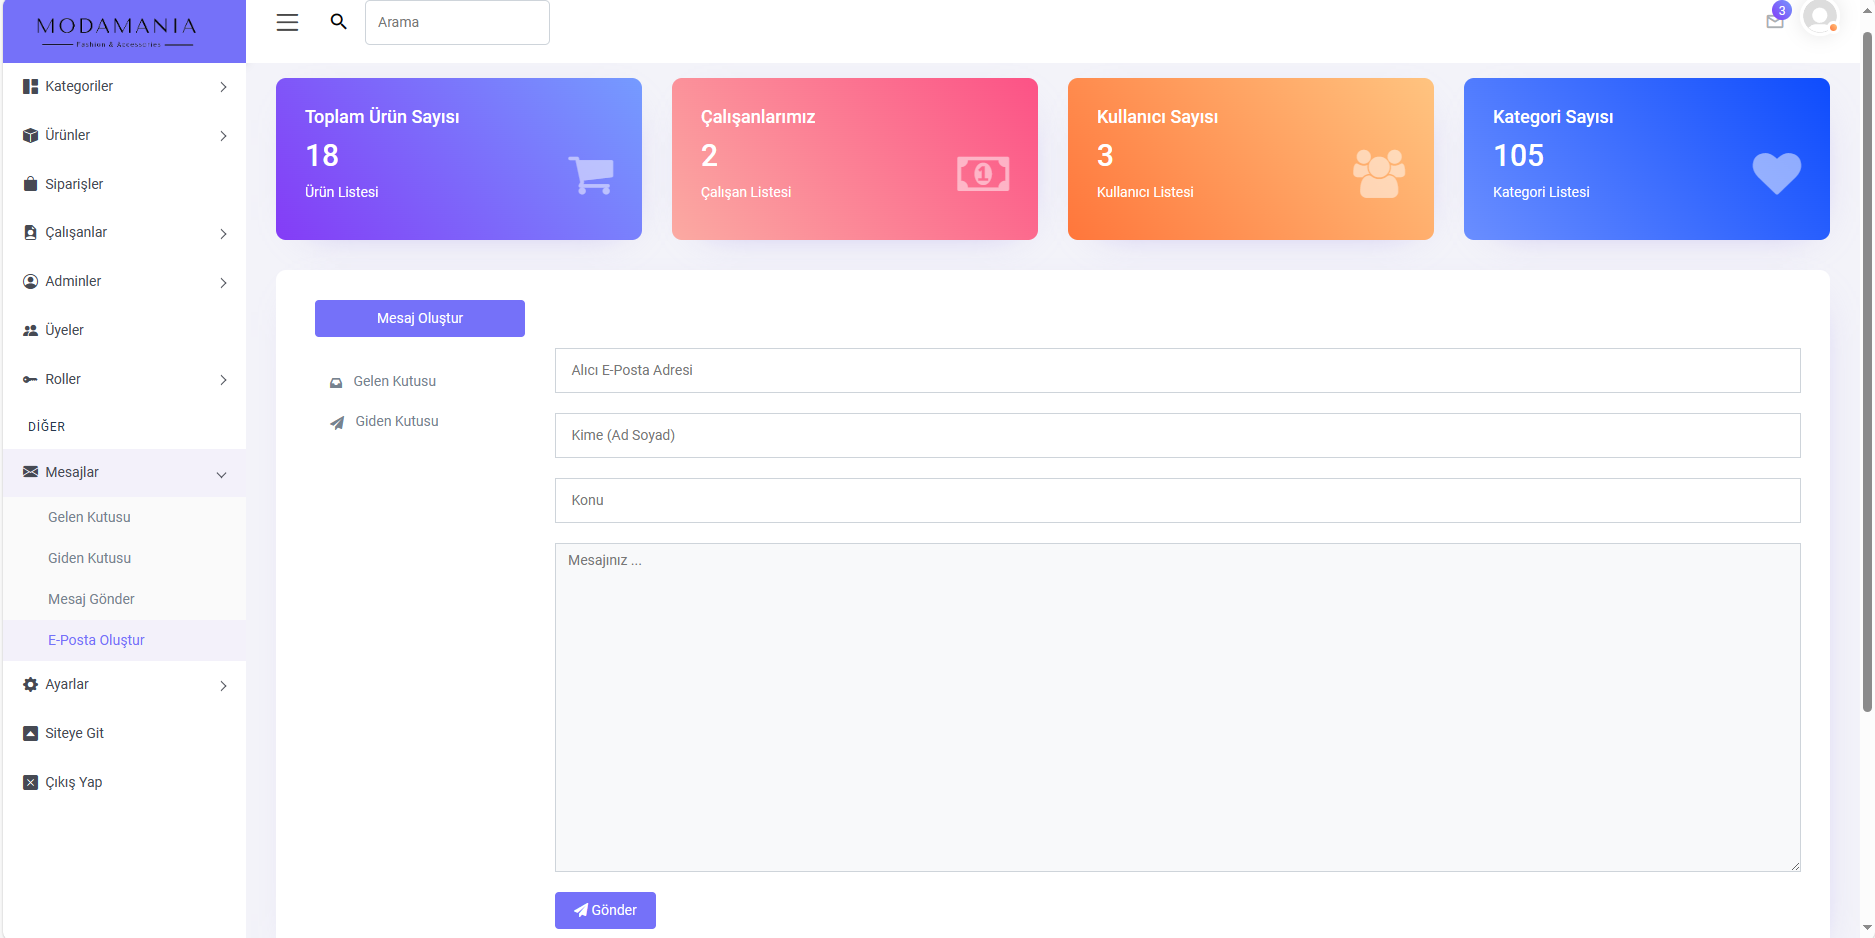 MODAMANIA
Fashion & Accessories
Arama
3
Kategoriler
Ürünler
Siparişler
Çalışanlar
Adminler
Üyeler
Roller
DİĞER
Mesajlar
Gelen Kutusu
Giden Kutusu
Mesaj Gönder
E-Posta Oluştur
Ayarlar
Siteye Git
Çıkış Yap
Toplam Ürün Sayısı
18
Ürün Listesi
Çalışanlarımız
2
Çalışan Listesi
1
Kullanıcı Sayısı
3
Kullanıcı Listesi
Kategori Sayısı
105
Kategori Listesi
Mesaj Oluştur
Gelen Kutusu
Giden Kutusu
Alıcı E-Posta Adresi
Kime (Ad Soyad)
Konu
Mesajınız ...
Gönder